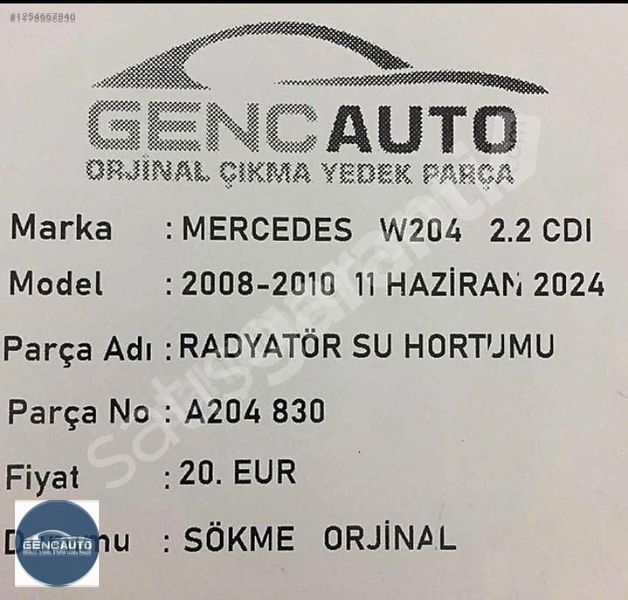 GENCAUTO
ORJİNAL ÇIKMA YEDEK PARÇA
Marka : MERCEDES W204 2.2 CDI
Model : 2008-2010 11 HAZİRAN 2024
Parça Adı : RADYATÖR SU HORTUMU
Parça No : A204 830
Fiyat : 20. EUR
: SÖKME ORJİNAL
GENCAUTO